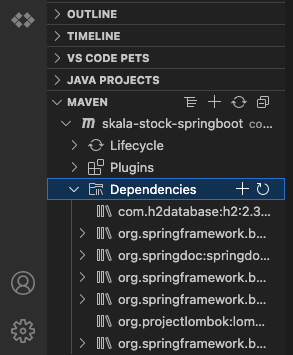 OUTLINE
TIMELINE
VS CODE PETS
JAVA PROJECTS
MAVEN
skala-stock-springboot co...
Lifecycle
Plugins
Dependencies
com.h2database:h2:2.3...
org.springframework.b...
org.springdoc:springdo...
org.springframework.b...
org.springframework.b...
org.projectlombok:lom...
org.springframework.b...